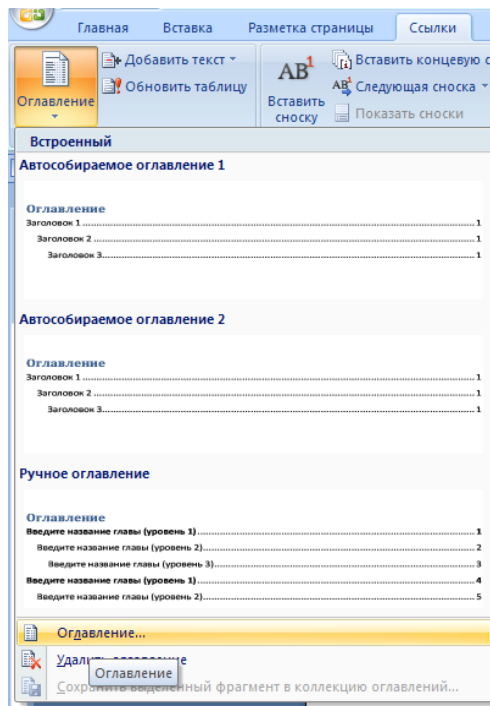 Главная Вставка Разметка страницы Ссылки
Оглавление
Добавить текст
Обновить таблицу
AB1
Вставить сноску
Вставить концевую с
AB1 Следующая сноска
Показать сноски
Встроенный
Автособираемое оглавление 1
Оглавление
Заголовок 1 1
Заголовок 2 1
Заголовок 3 1
Автособираемое оглавление 2
Оглавление
Заголовок 1 1
Заголовок 2 1
Заголовок 3 1
Ручное оглавление
Оглавление
Введите название главы (уровень 1) 1
Введите название главы (уровень 2) 2
Введите название главы (уровень 3) 3
Введите название главы (уровень 1) 4
Введите название главы (уровень 2) 5
Оглавление...
Удалить оглавление
Оглавление
Сохранить выделенный фрагмент в коллекцию оглавлений...